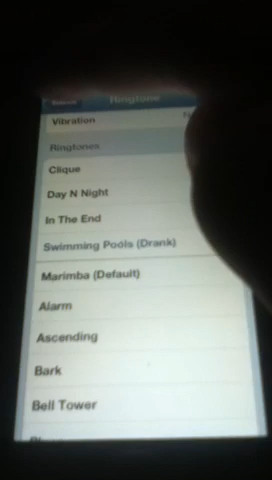 Ringtone
Vibration
Ringtones
Clique
Day N Night
In The End
Swimming Pools (Drank)
Marimba (Default)
Alarm
Ascending
Bark
Bell Tower